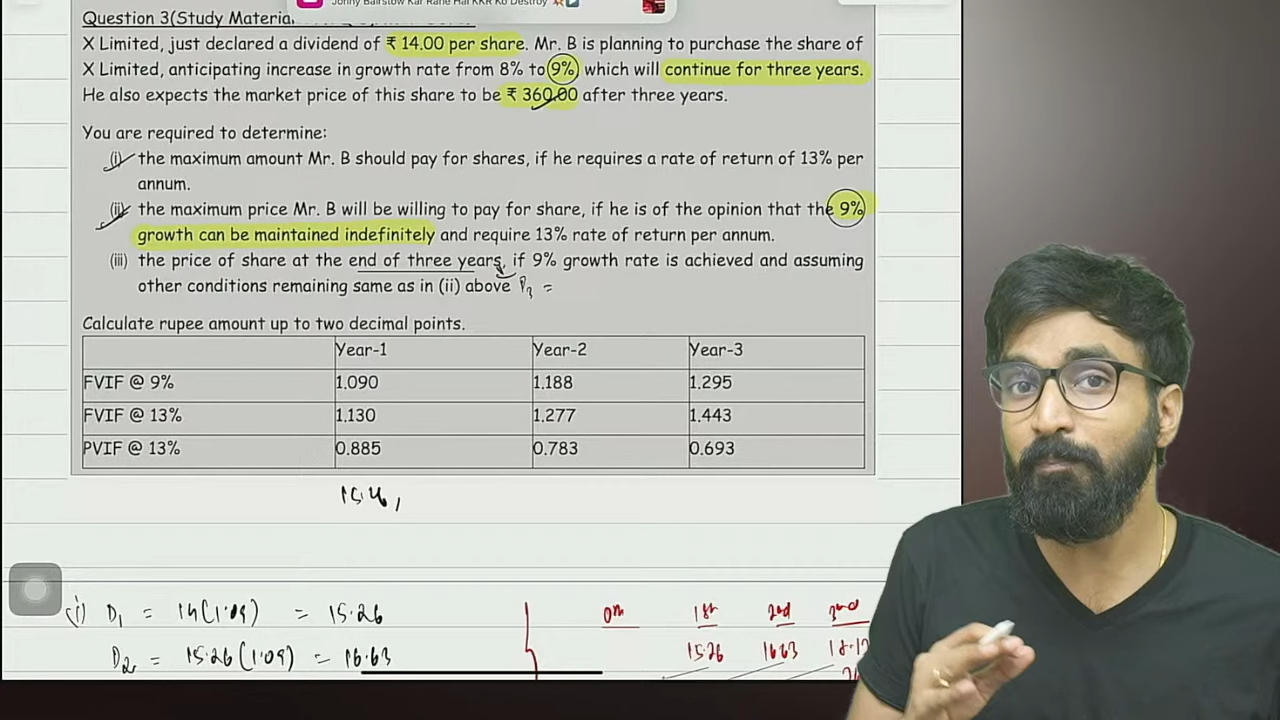 Jonny Bairstow Kar Rane Hai KKR Ko Destroy
Question 3(Study Material
X Limited, just declared a dividend of ₹ 14.00 per share. Mr. B is planning to purchase the share of
X Limited, anticipating increase in growth rate from 8% to 9% which will continue for three years.
He also expects the market price of this share to be ₹ 360.00 after three years.
You are required to determine:
(i) the maximum amount Mr. B should pay for shares, if he requires a rate of return of 13% per
annum.
(ii) the maximum price Mr. B will be willing to pay for share, if he is of the opinion that the 9%
growth can be maintained indefinitely and require 13% rate of return per annum.
(iii) the price of share at the end of three years, if 9% growth rate is achieved and assuming
other conditions remaining same as in (ii) above P3 =
Calculate rupee amount up to two decimal points.
Year-1 Year-2 Year-3
FVIF @ 9% 1.090 1.188 1.295
FVIF @ 13% 1.130 1.277 1.443
PVIF @ 13% 0.885 0.783 0.693
(i) D1 = 14(1.09) = 15.26 0th 1st 2nd 3rd
D2 = 15.26(1.09) = 16.63 15.26 16.63